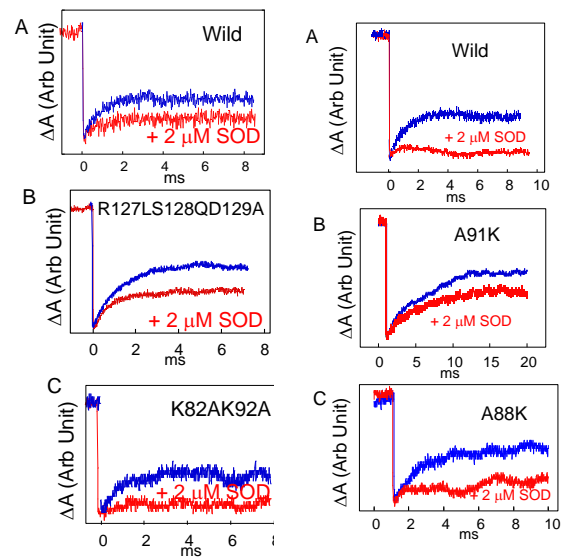 A
Wild
ΔA (Arb Unit)
+ 2 μM SOD
0 2 4 6 8
ms
B
R127LS128QD129A
ΔA (Arb Unit)
+ 2 μM SOD
0 2 4 6 8
ms
C
K82AK92A
ΔA (Arb Unit)
+ 2 μM SOD
0 2 4 6 8
ms
A
Wild
ΔA (Arb Unit)
+ 2 μM SOD
0 2 4 6 8 10
ms
B
A91K
ΔA (Arb Unit)
+ 2 μM SOD
0 5 10 15 20
ms
C
A88K
ΔA (Arb Unit)
+ 2 μM SOD
0 2 4 6 8 10
ms